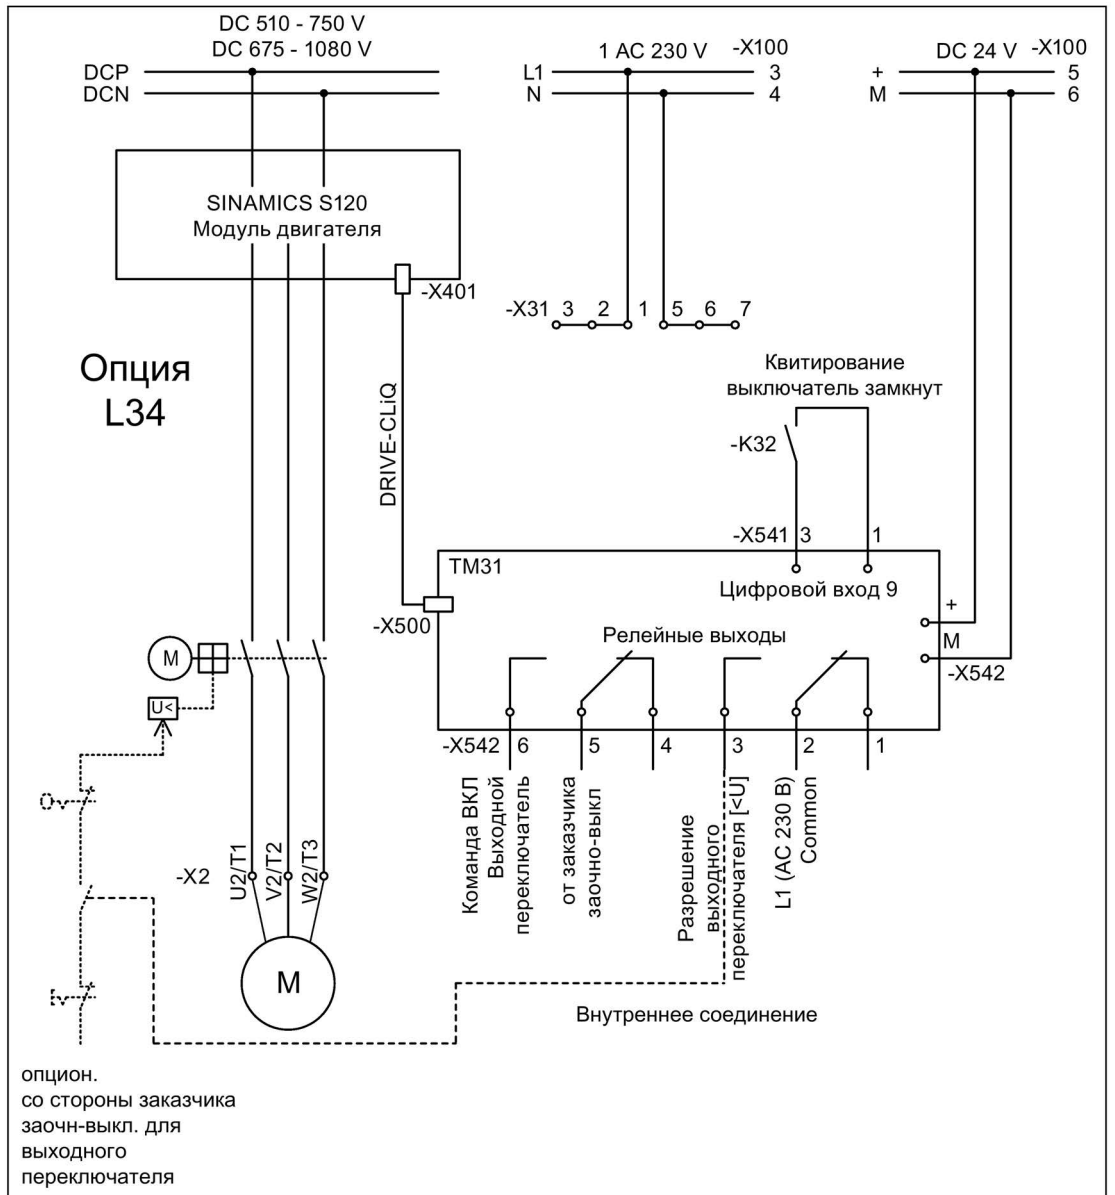 DC 510 - 750 V
DC 675 - 1080 V
DCP
DCN
1 AC 230 V
-X100
L1
3
N
4
DC 24 V
-X100
+
5
M
6
SINAMICS S120
Модуль двигателя
-X401
-X31
3
2
1
5
6
7
Опция
L34
DRIVE-CLiQ
Квитирование
выключатель замкнут
-K32
-X541
3
1
TM31
Цифровой вход 9
-X500
+
M
-X542
Релейные выходы
M
U<
-X542
6
5
4
3
2
1
Команда ВКЛ
Выходной
переключатель
от заказчика
заочно-выкл
Разрешение
выходного
переключателя [<U]
L1 (AC 230 В)
Common
-X2
U2/T1
V2/T2
W2/T3
M
Внутреннее соединение
опцион.
со стороны заказчика
заочн-выкл. для
выходного
переключателя